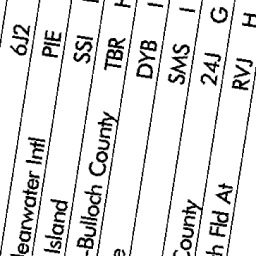 6J2
learwater Intl PIE
Island SSI
-Bulloch County TBR
e DYB I
SMS I
County 24J G
h Fld At RVJ H